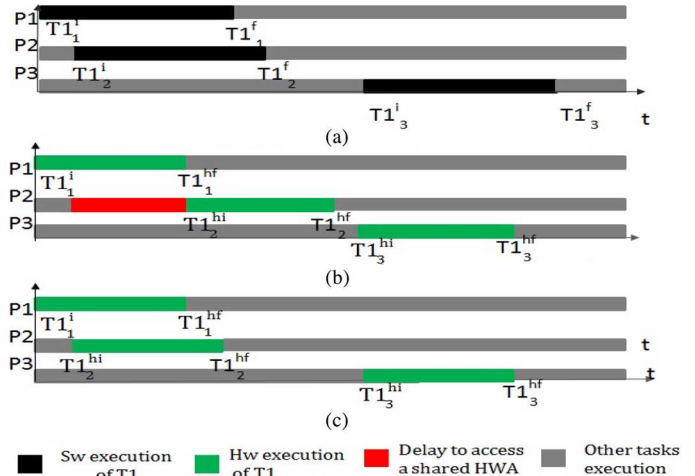 P1
T1₁ⁱ
T1₁ᶠ
P2
T1₂ⁱ
T1₂ᶠ
P3
T1₃ⁱ
T1₃ᶠ
t
(a)
P1
T1₁ⁱ
T1₁ʰᶠ
P2
T1₂ʰⁱ
T1₂ʰᶠ
P3
T1₃ʰⁱ
T1₃ʰᶠ
(b)
P1
T1₁ⁱ
T1₁ʰᶠ
P2
t
T1₂ʰⁱ
T1₂ʰᶠ
P3
t
T1₃ʰⁱ
T1₃ʰᶠ
(c)
Sw execution
of T1
Hw execution
of T1
Delay to access
a shared HWA
Other tasks
execution